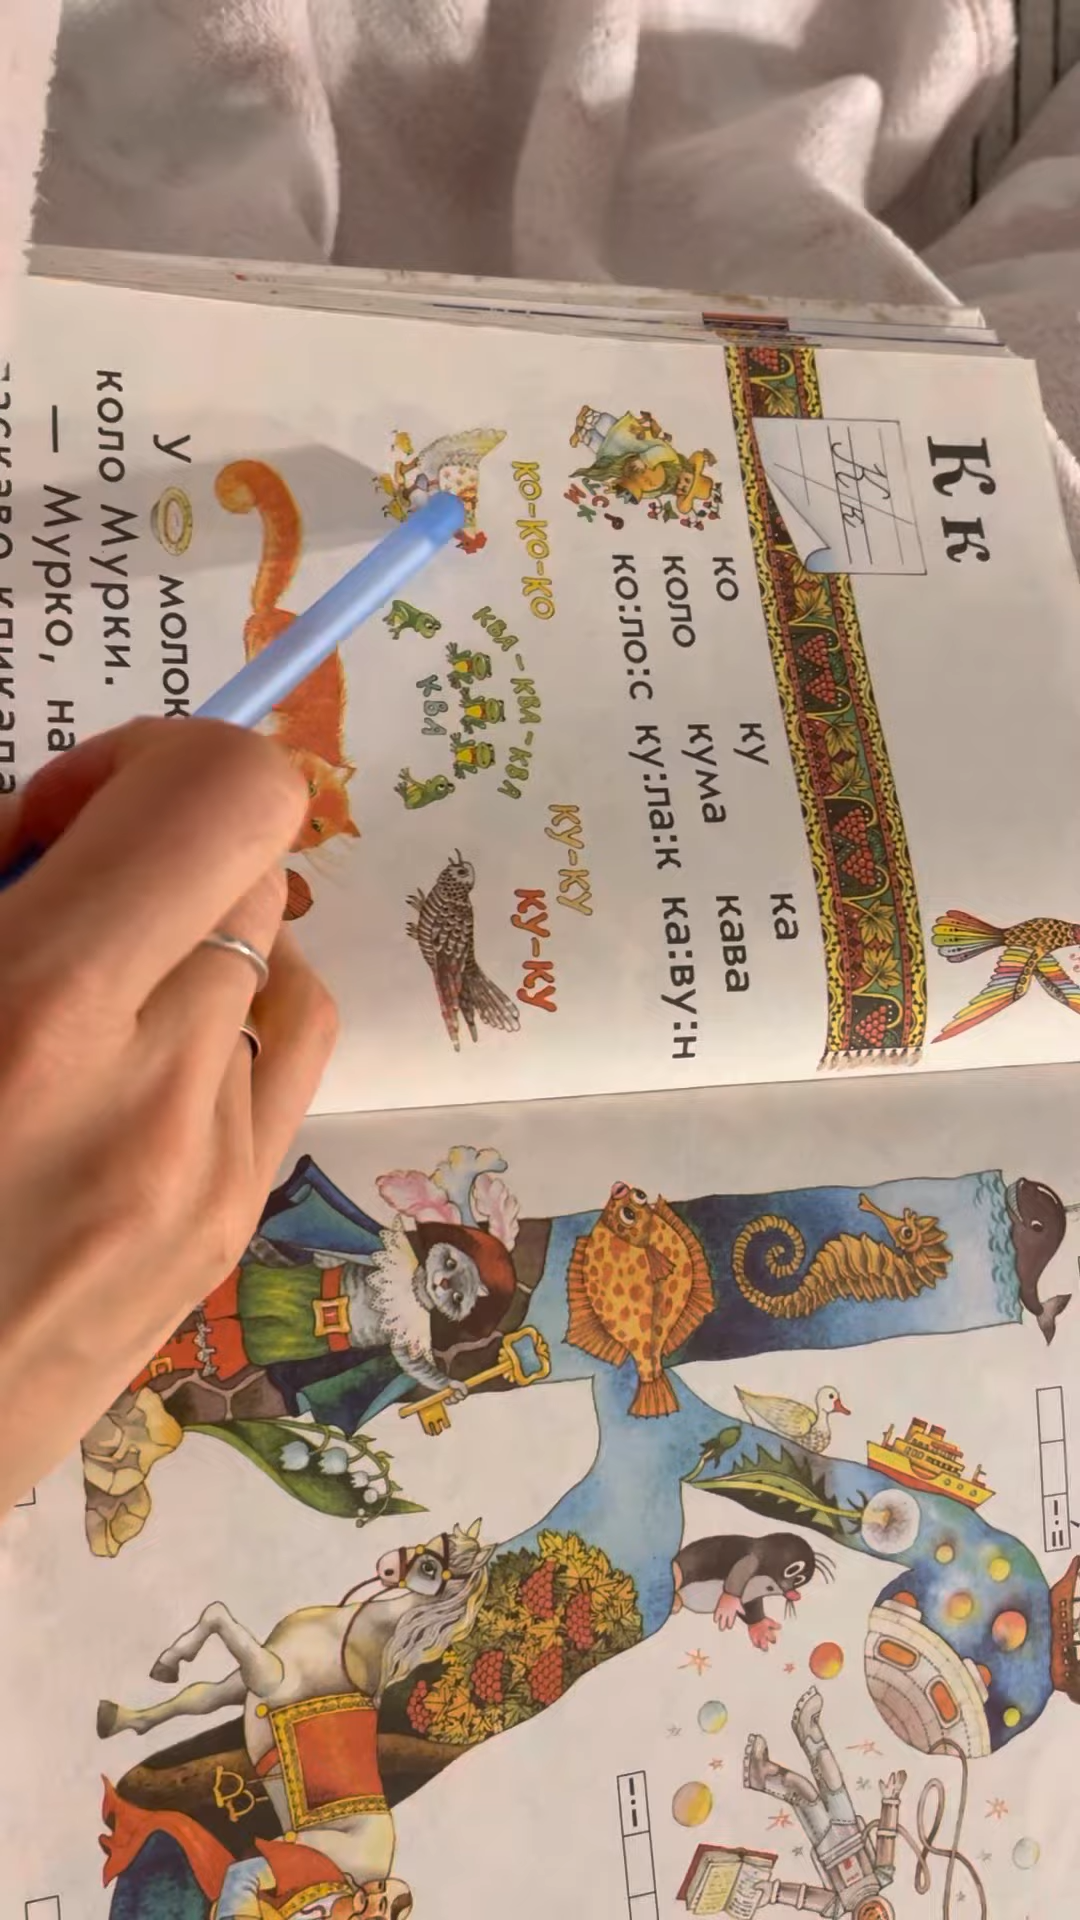 К к
К к
ко ку ка
коло кума кава
ко:ло:с ку:ла:к ка:ву:н
КО-КО-КО
КУ-КУ
КУ-КУ
КВА-КВА-КВА
КВА
У молок
коло Мурки.
— Мурко, на